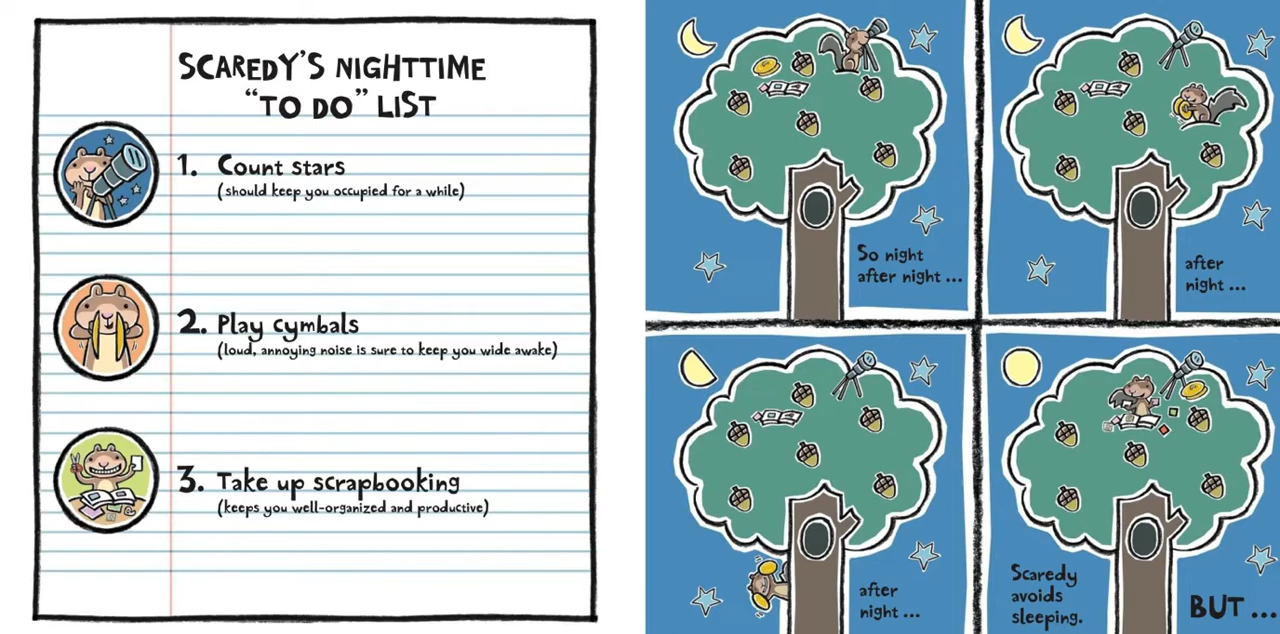 SCAREDY'S NIGHTTIME
"TO DO" LIST
1. Count stars
(should keep you occupied for a while)
2. Play cymbals
(loud, annoying noise is sure to keep you wide awake)
3. Take up scrapbooking
(keeps you well-organized and productive)
So night
after night ...
after
night ...
after
night ...
Scaredy
avoids
sleeping.
BUT ...